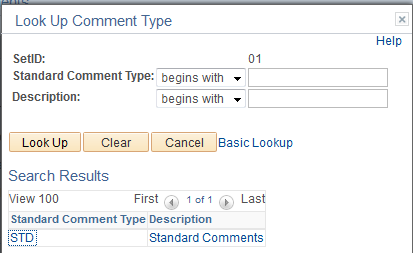 Look Up Comment Type
Help
SetID: 01
Standard Comment Type: begins with
Description: begins with
Look Up Clear Cancel Basic Lookup
Search Results
View 100 First 1 of 1 Last
Standard Comment Type Description
STD Standard Comments